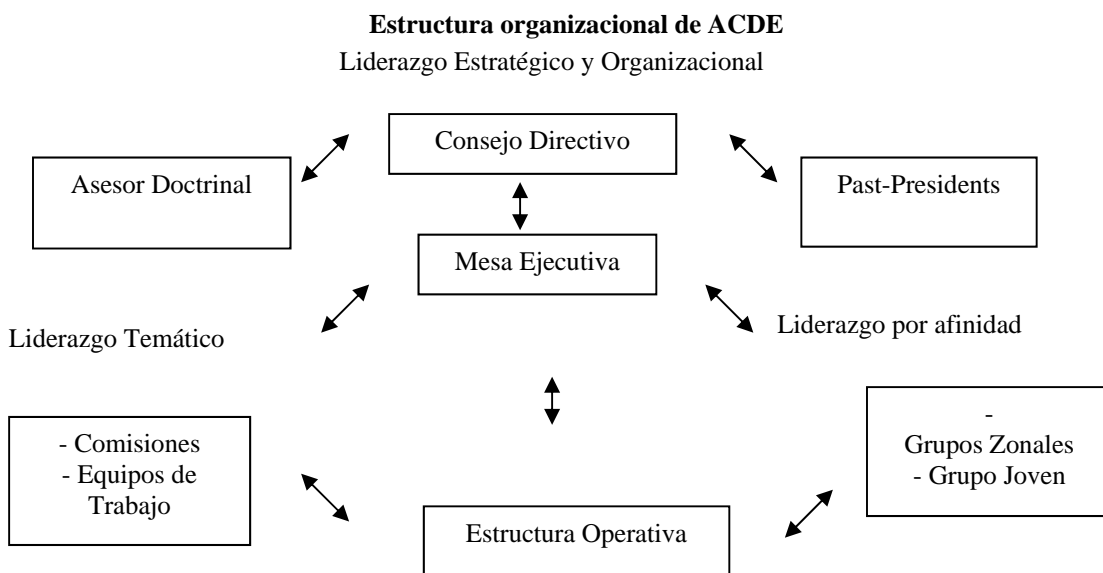 Estructura organizacional de ACDE
Liderazgo Estratégico y Organizacional
Consejo Directivo
Asesor Doctrinal
Past-Presidents
Mesa Ejecutiva
Liderazgo Temático
Liderazgo por afinidad
- Comisiones
- Equipos de
Trabajo
-
Grupos Zonales
- Grupo Joven
Estructura Operativa